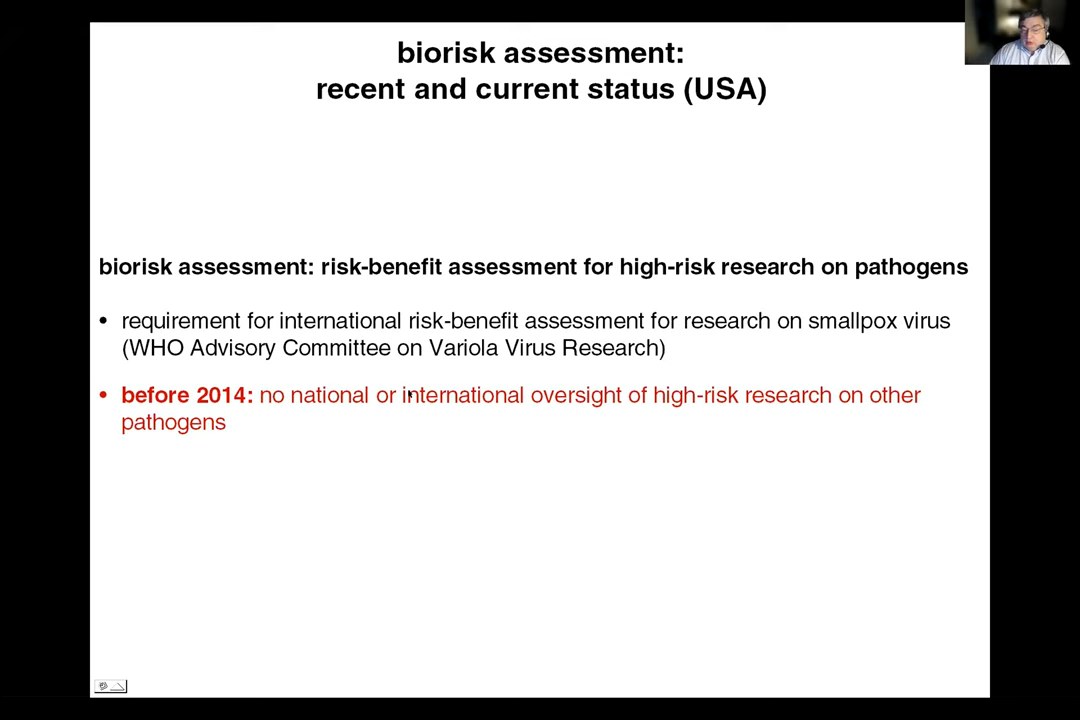 biorisk assessment:
recent and current status (USA)
biorisk assessment: risk-benefit assessment for high-risk research on pathogens
• requirement for international risk-benefit assessment for research on smallpox virus
(WHO Advisory Committee on Variola Virus Research)
• before 2014: no national or international oversight of high-risk research on other
pathogens